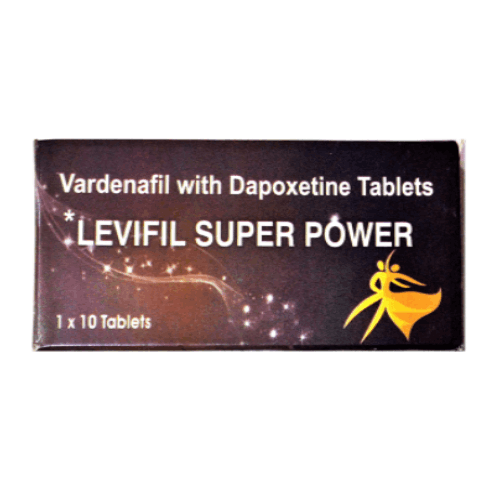 Vardenafil with Dapoxetine Tablets
*LEVIFIL SUPER POWER
1 x 10 Tablets